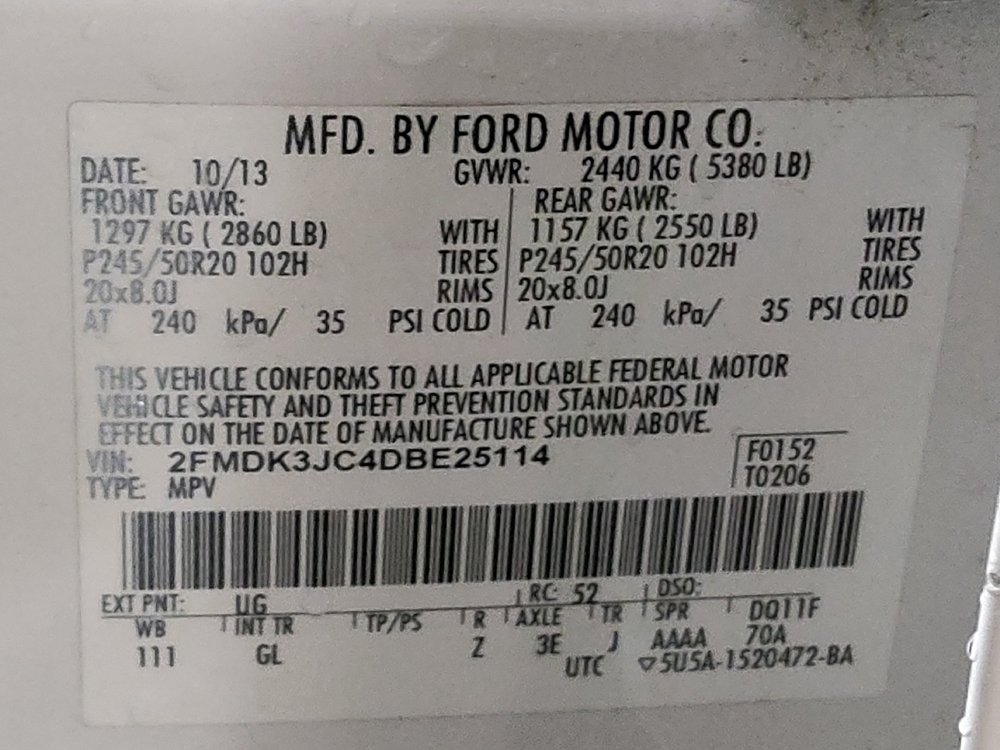 MFD. BY FORD MOTOR CO.
DATE: 10/13 GVWR: 2440 KG ( 5380 LB)
FRONT GAWR: REAR GAWR:
1297 KG ( 2860 LB) WITH 1157 KG ( 2550 LB) WITH
P245/50R20 102H TIRES P245/50R20 102H TIRES
20x8.0J RIMS 20x8.0J RIMS
AT 240 kPa/ 35 PSI COLD AT 240 kPa/ 35 PSI COLD
THIS VEHICLE CONFORMS TO ALL APPLICABLE FEDERAL MOTOR
VEHICLE SAFETY AND THEFT PREVENTION STANDARDS IN
EFFECT ON THE DATE OF MANUFACTURE SHOWN ABOVE.
VIN: 2FMDK3JC4DBE25114 F0152
TYPE: MPV T0206
EXT PNT: UG RC: 52 DSO:
WB INT TR TP/PS R AXLE TR SPR DQ11F
111 GL Z 3E J AAAA 70A
UTC ▽5U5A-1520472-BA